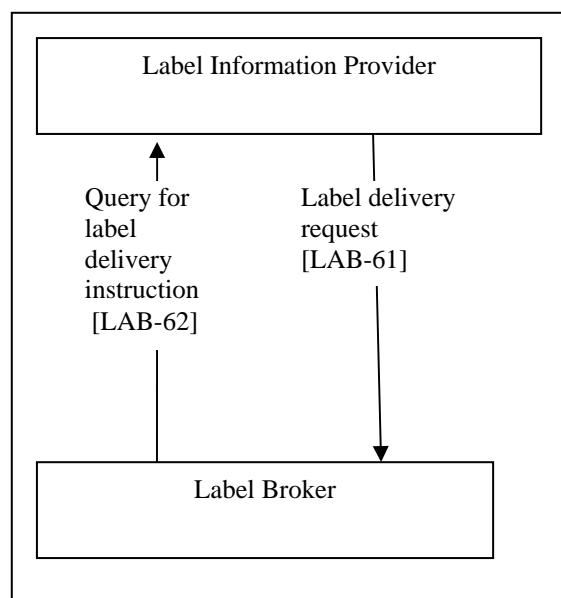 Label Information Provider
Query for
label
delivery
instruction
[LAB-62]
Label delivery
request
[LAB-61]
Label Broker